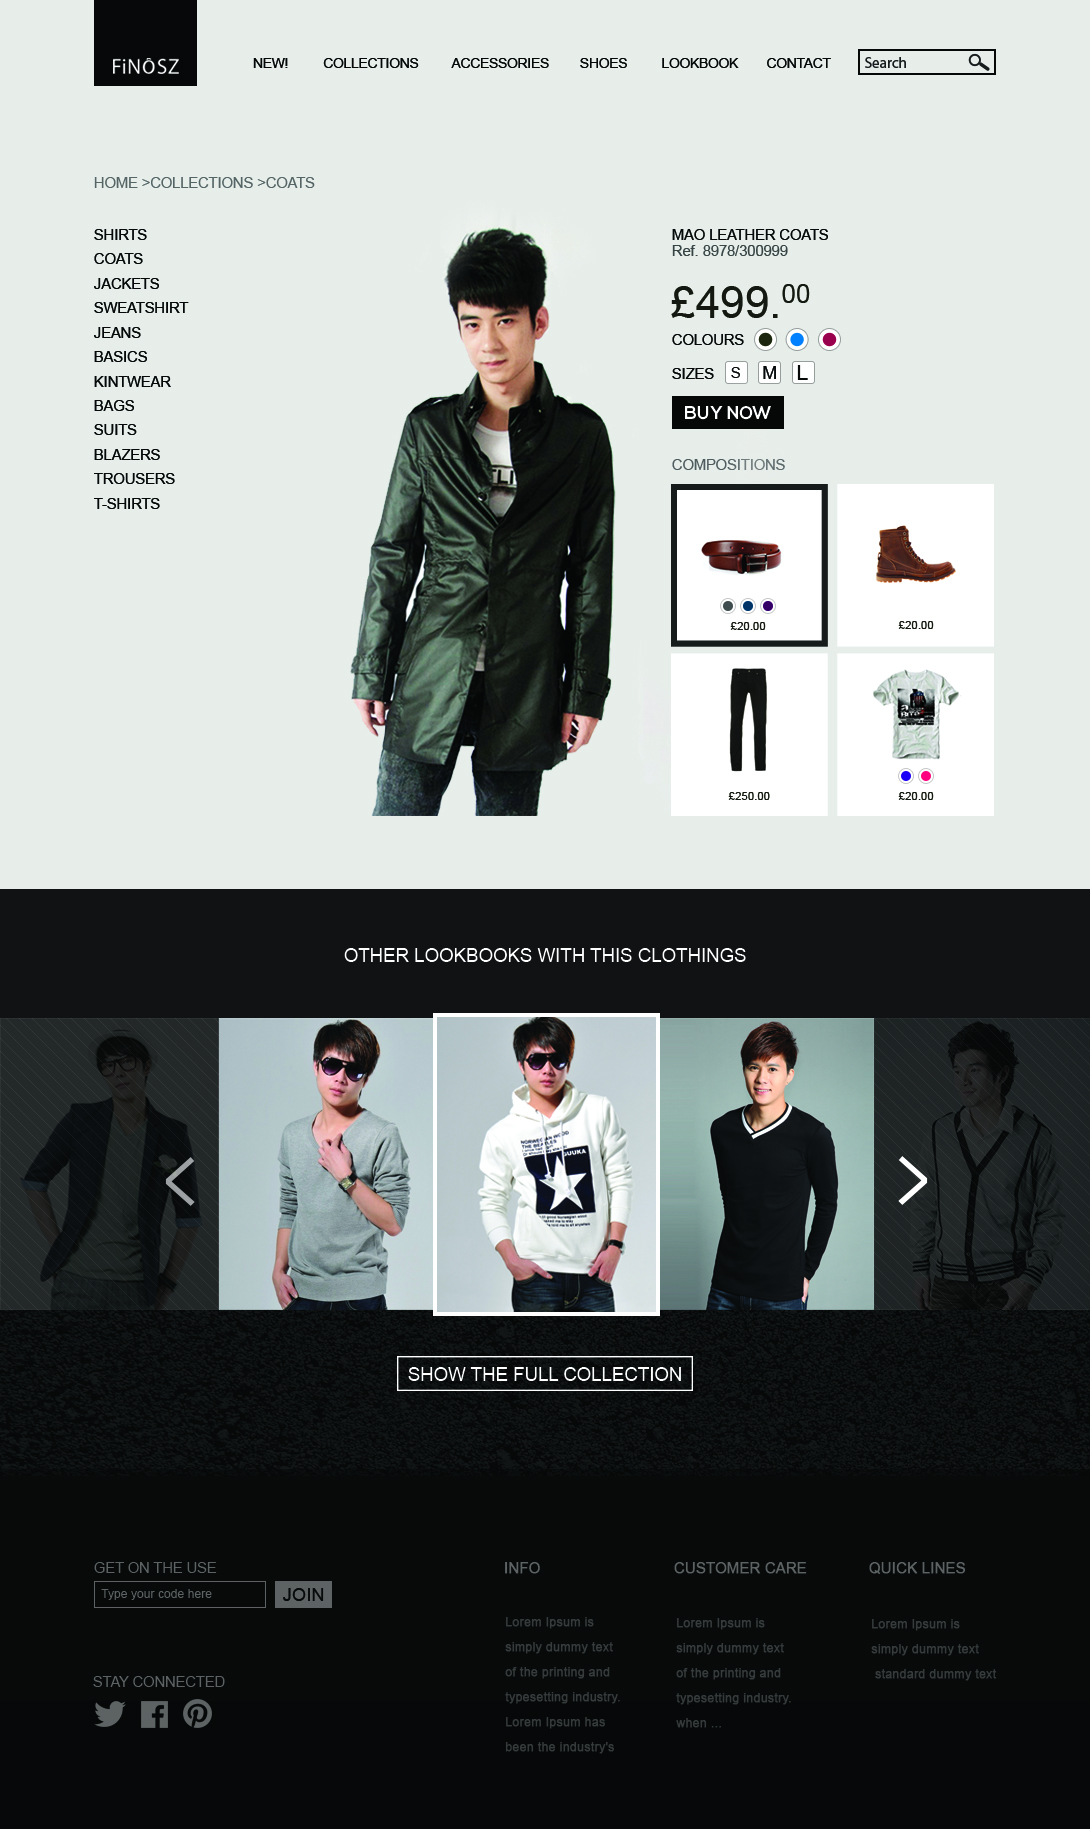 FiNÔSZ
NEW! COLLECTIONS ACCESSORIES SHOES LOOKBOOK CONTACT Search
HOME >COLLECTIONS >COATS
SHIRTS
COATS
JACKETS
SWEATSHIRT
JEANS
BASICS
KINTWEAR
BAGS
SUITS
BLAZERS
TROUSERS
T-SHIRTS
MAO LEATHER COATS
Ref. 8978/300999
£499.00
COLOURS
SIZES S M L
BUY NOW
COMPOSITIONS
£20.00
£20.00
£250.00
£20.00
OTHER LOOKBOOKS WITH THIS CLOTHINGS
NORWEGIAN WOOD
THE BEATLES
SHOW THE FULL COLLECTION
GET ON THE USE
Type your code here
JOIN
STAY CONNECTED
INFO
Lorem Ipsum is
simply dummy text
of the printing and
typesetting industry.
Lorem Ipsum has
been the industry's
CUSTOMER CARE
Lorem Ipsum is
simply dummy text
of the printing and
typesetting industry.
when ...
QUICK LINES
Lorem Ipsum is
simply dummy text
standard dummy text